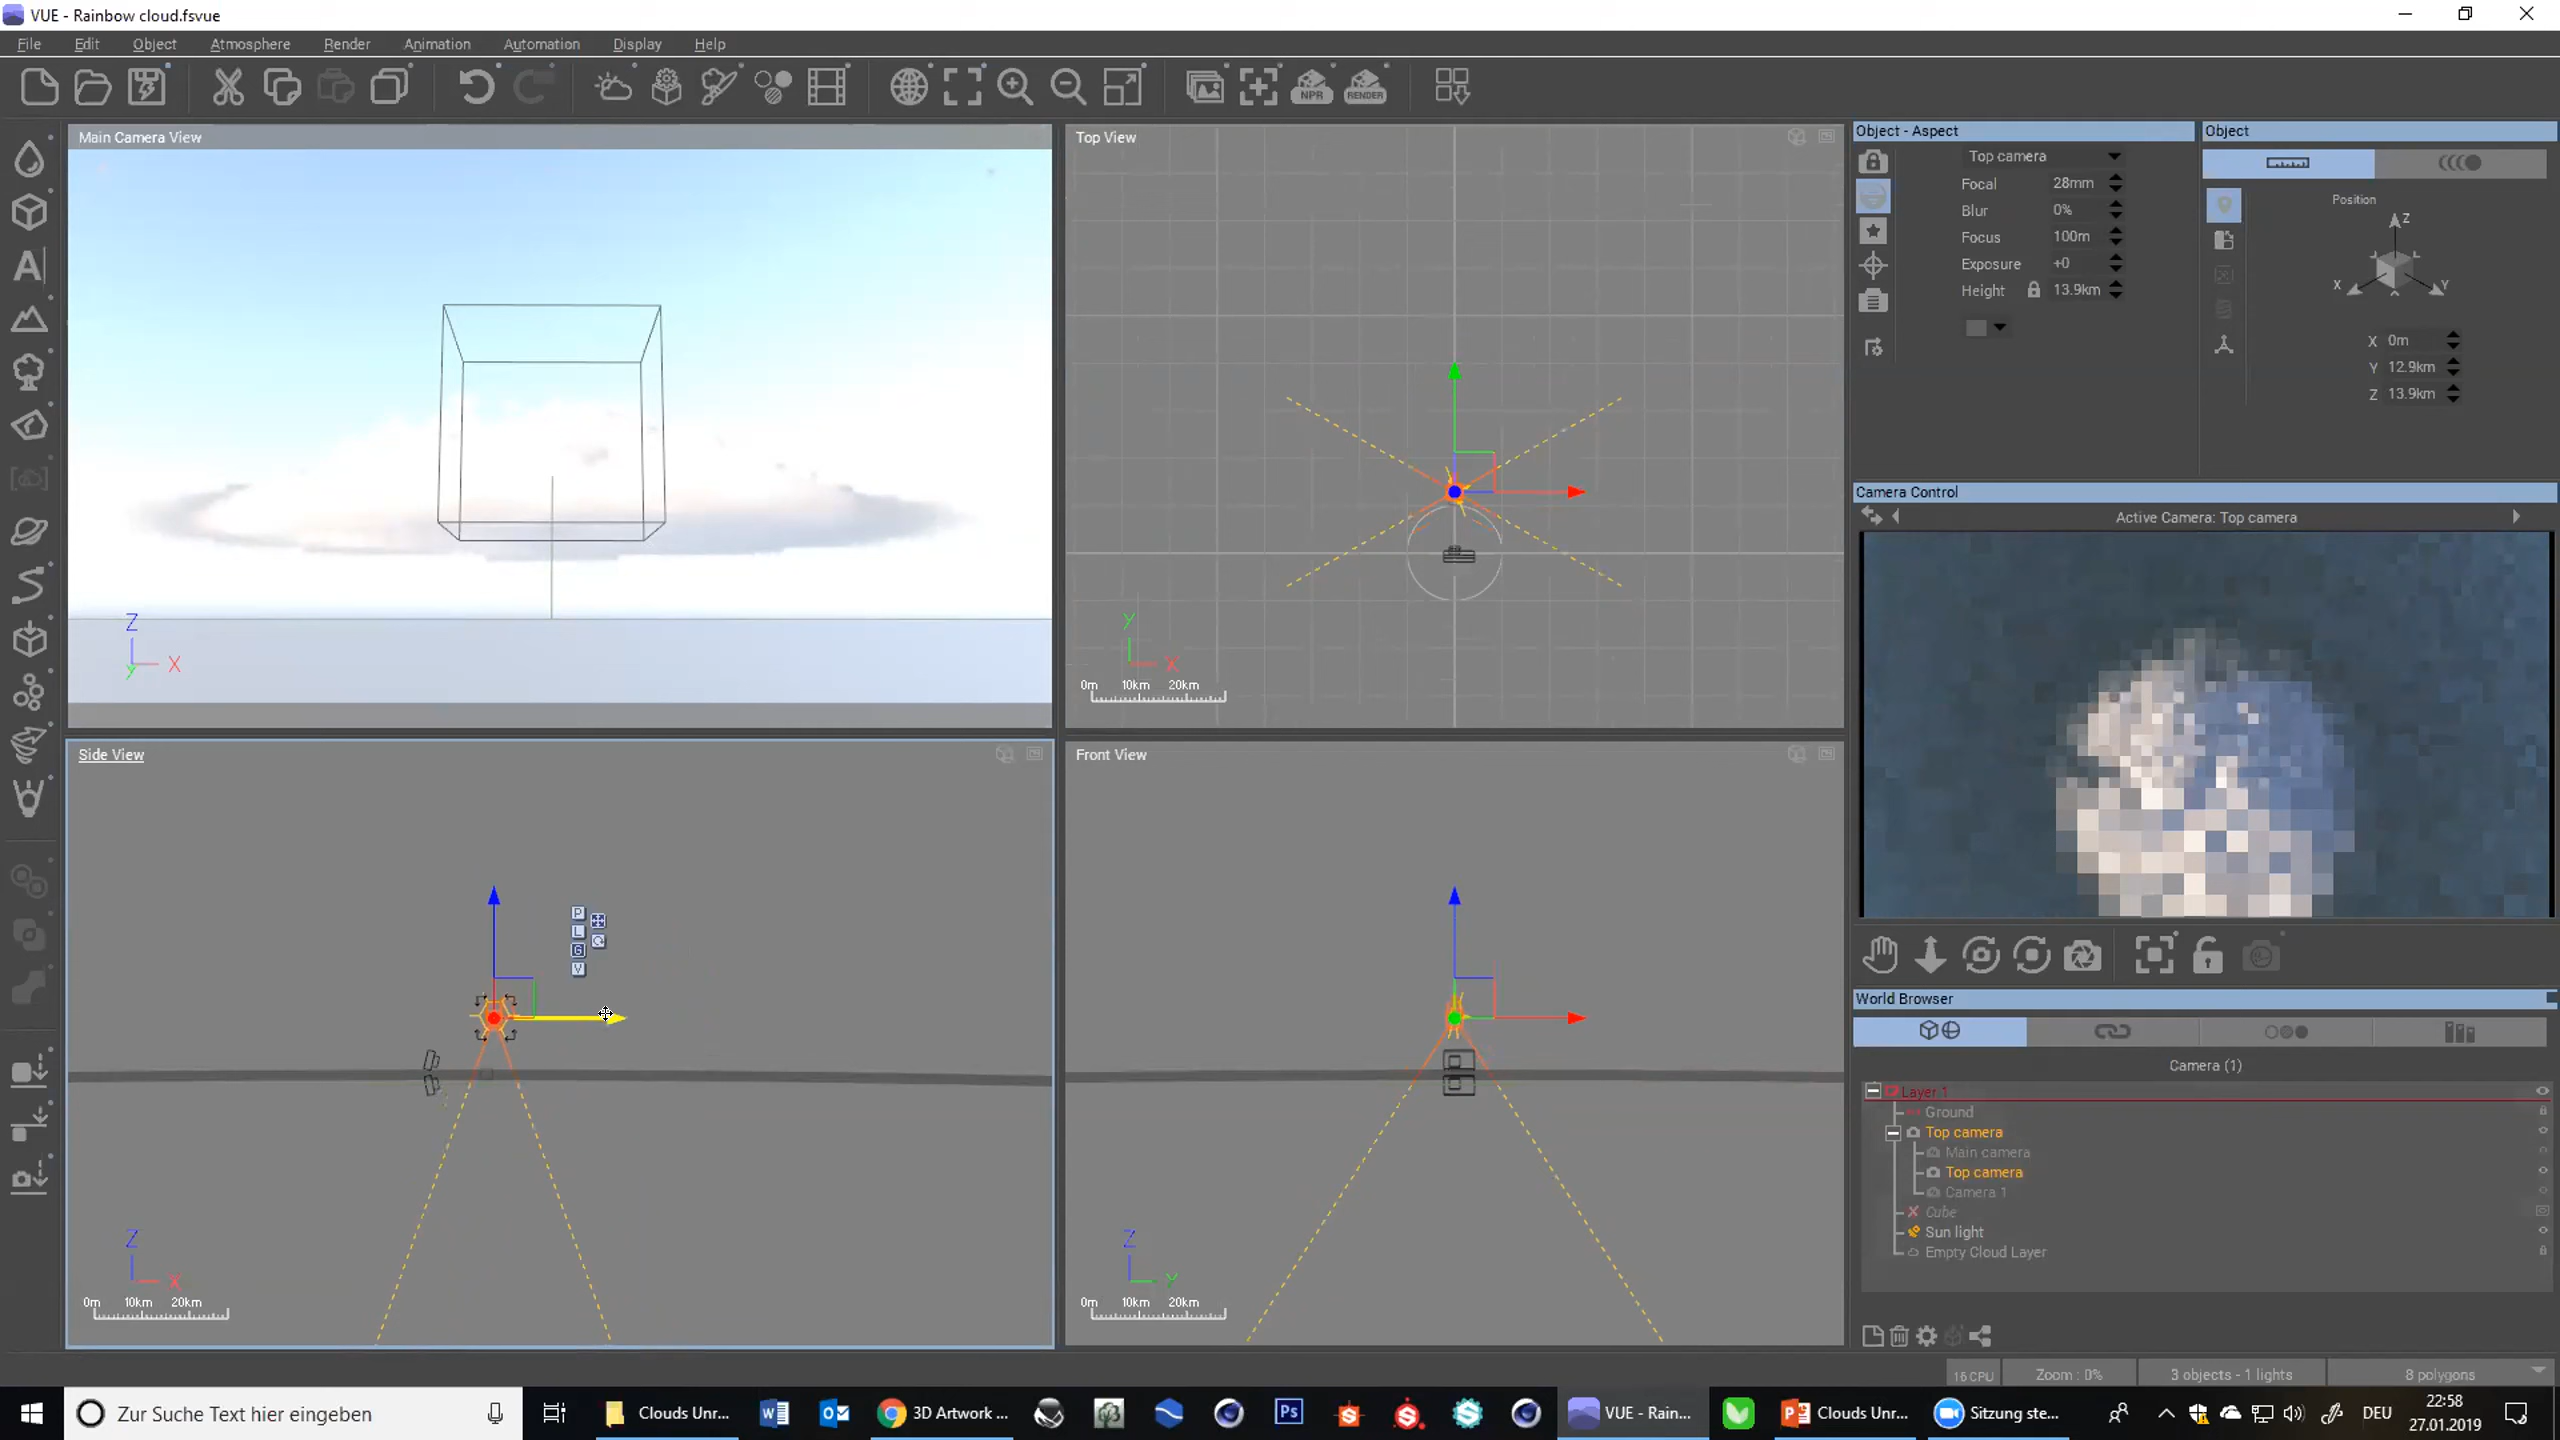 VUE - Rainbow cloud.fsvue
File Edit Object Atmosphere Render Animation Automation Display Help
NPR RENDER
Main Camera View
Z
Y X
Top View
Y
X
0m 10km 20km
Side View
P
L
G
V
Z
X
0m 10km 20km
Front View
Z
Y
0m 10km 20km
Object - Aspect
Top camera
Focal 28mm
Blur 0%
Focus 100m
Exposure +0
Height 13.9km
Object
Position
Z
X Y
X 0m
Y 12.9km
Z 13.9km
Camera Control
Active Camera: Top camera
World Browser
Camera (1)
Layer 1
Ground
Top camera
Main camera
Top camera
Camera 1
Cube
Sun light
Empty Cloud Layer
16 CPU Zoom : 0% 3 objects - 1 lights 8 polygons
Zur Suche Text hier eingeben
Clouds Unr...
3D Artwork ...
Ps
VUE - Rain...
Clouds Unr...
Sitzung ste...
DEU
22:58
27.01.2019